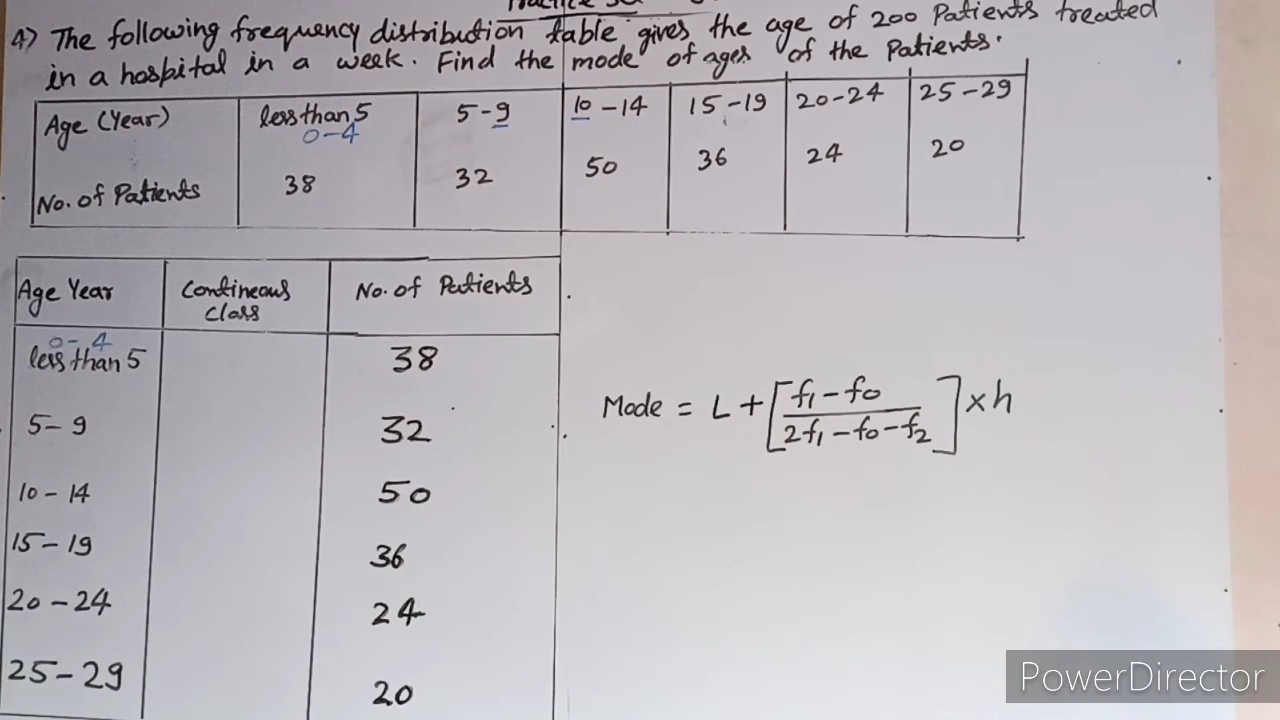 4) The following frequency distribution table gives the age of 200 Patients treated
in a hospital in a week. Find the mode of ages of the Patients.
Age (Year) less than 5 5-9 10-14 15-19 20-24 25-29
0-4
No. of Patients 38 32 50 36 24 20
Age Year Contineous class No. of Patients
0-4
less than 5 38
5-9 32
10-14 50
15-19 36
20-24 24
25-29 20
Mode = L + [f1-f0 / 2f1-f0-f2] × h
PowerDirector